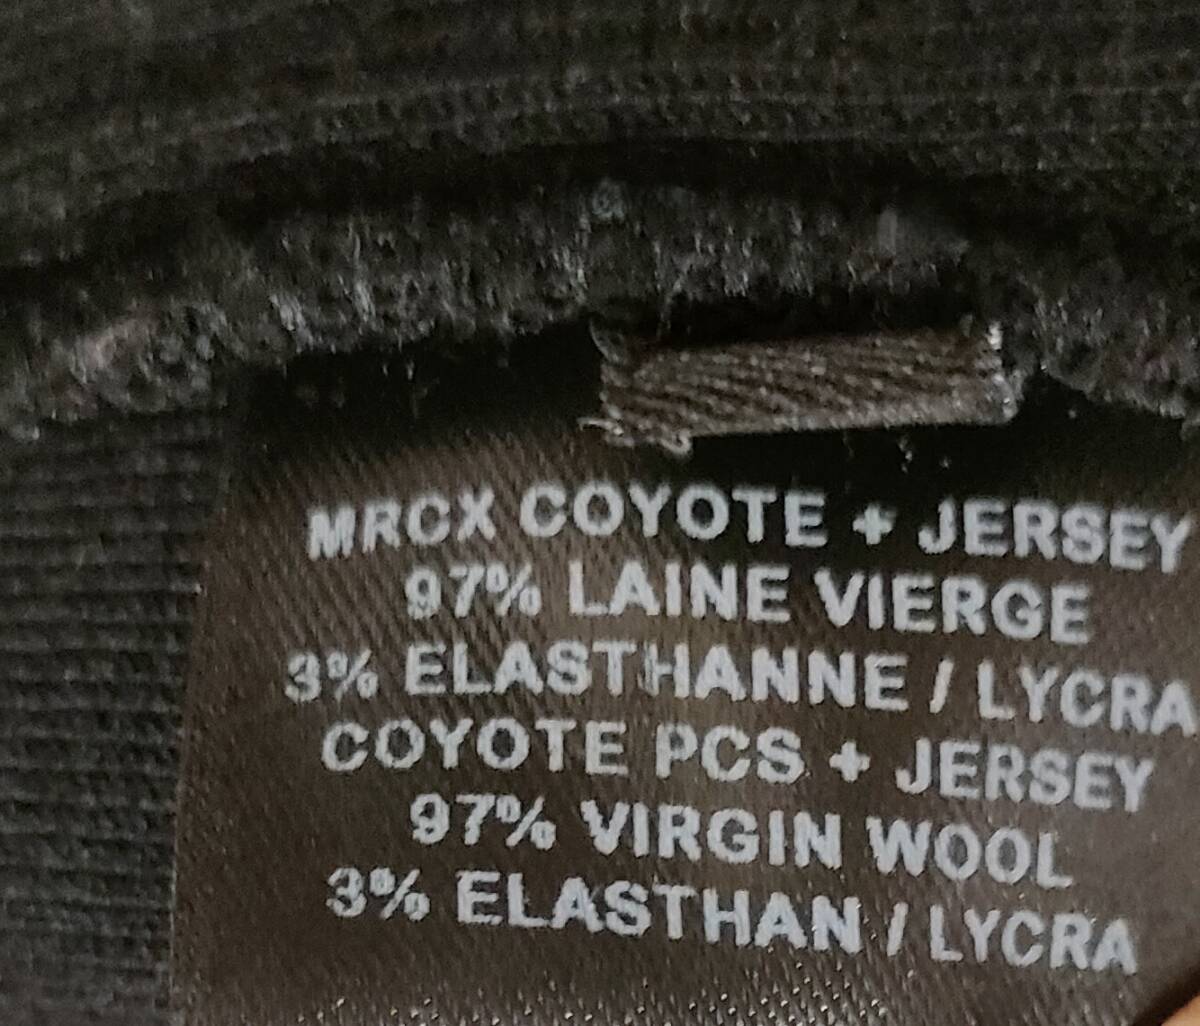 MRCX COYOTE + JERSEY
97% LAINE VIERGE
3% ELASTHANNE / LYCRA
COYOTE PCS + JERSEY
97% VIRGIN WOOL
3% ELASTHAN / LYCRA